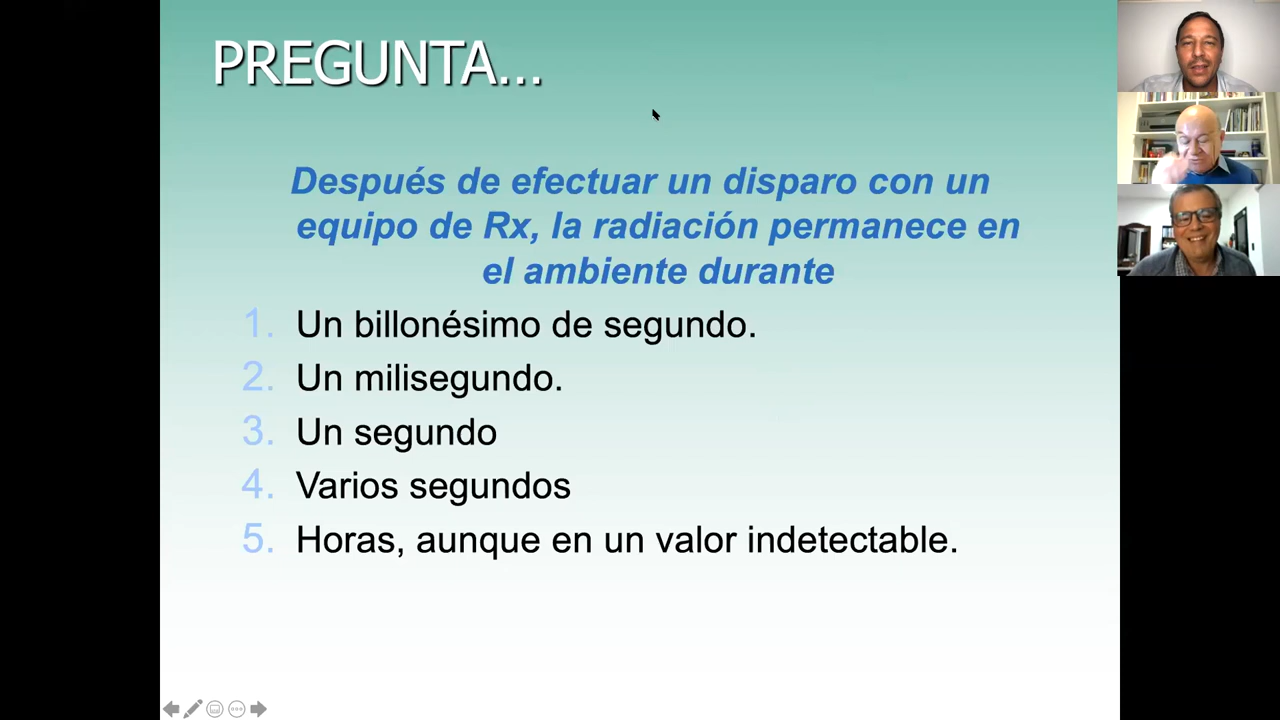 PREGUNTA...
Después de efectuar un disparo con un
equipo de Rx, la radiación permanece en
el ambiente durante
1. Un billonésimo de segundo.
2. Un milisegundo.
3. Un segundo
4. Varios segundos
5. Horas, aunque en un valor indetectable.